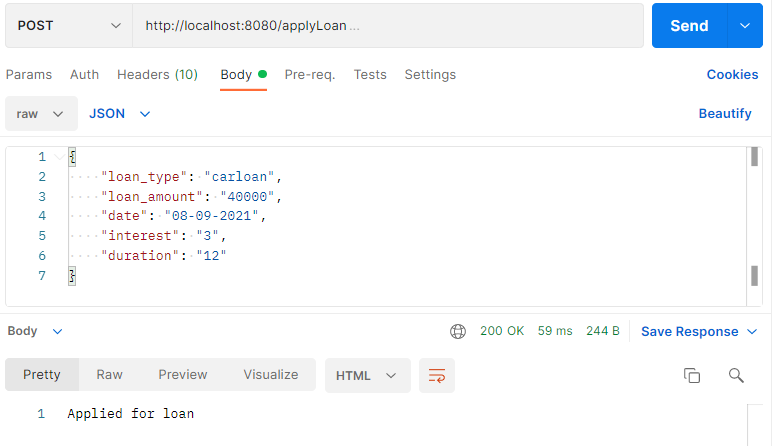 POST http://localhost:8080/applyLoan ... Send
Params Auth Headers (10) Body Pre-req. Tests Settings Cookies
raw JSON Beautify
1 {
2 "loan_type": "carloan",
3 "loan_amount": "40000",
4 "date": "08-09-2021",
5 "interest": "3",
6 "duration": "12"
7 }
Body 200 OK 59 ms 244 B Save Response
Pretty Raw Preview Visualize HTML
1 Applied for loan